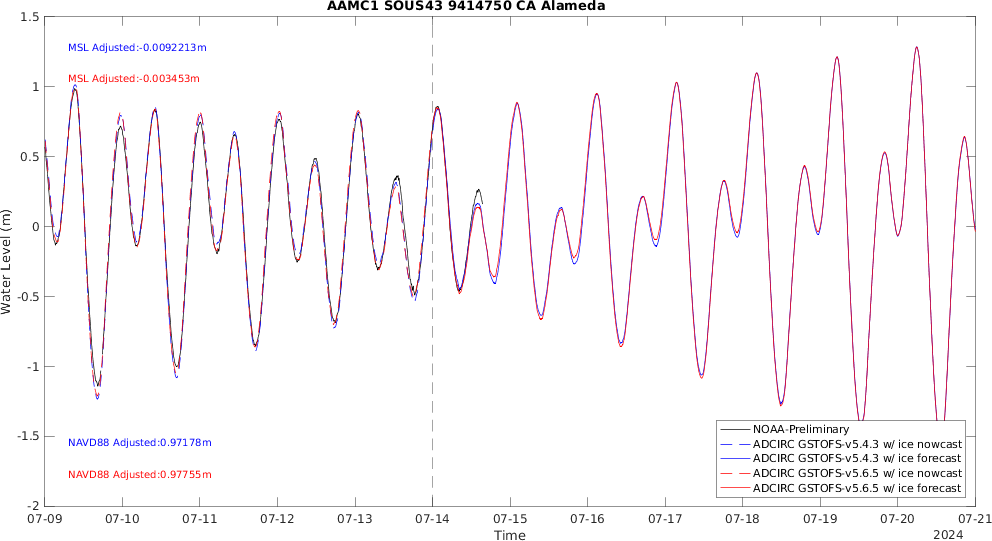 AAMC1 SOUS43 9414750 CA Alameda
1.5
MSL Adjusted:-0.0092213m
MSL Adjusted:-0.003453m
1
0.5
0
-0.5
-1
-1.5
-2
Water Level (m)
NAVD88 Adjusted:0.97178m
NAVD88 Adjusted:0.97755m
NOAA-Preliminary
ADCIRC GSTOFS-v5.4.3 w/ ice nowcast
ADCIRC GSTOFS-v5.4.3 w/ ice forecast
ADCIRC GSTOFS-v5.6.5 w/ ice nowcast
ADCIRC GSTOFS-v5.6.5 w/ ice forecast
07-09 07-10 07-11 07-12 07-13 07-14 07-15 07-16 07-17 07-18 07-19 07-20 07-21
Time
2024